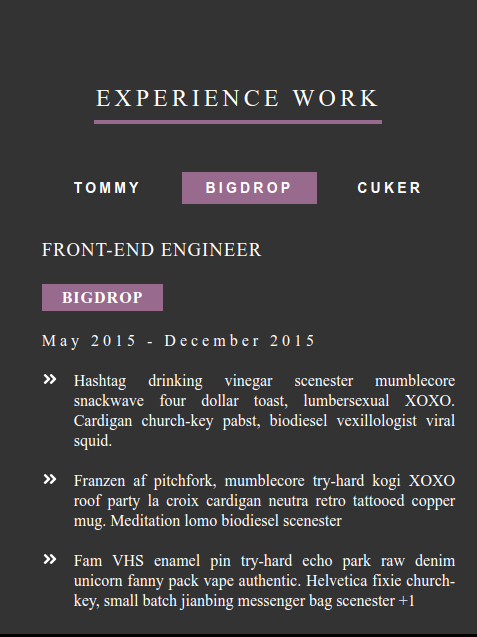 EXPERIENCE WORK
TOMMY BIGDROP CUKER
FRONT-END ENGINEER
BIGDROP
May 2015 - December 2015
Hashtag drinking vinegar scenester mumblecore
snackwave four dollar toast, lumbersexual XOXO.
Cardigan church-key pabst, biodiesel vexillologist viral
squid.
Franzen af pitchfork, mumblecore try-hard kogi XOXO
roof party la croix cardigan neutra retro tattooed copper
mug. Meditation lomo biodiesel scenester
Fam VHS enamel pin try-hard echo park raw denim
unicorn fanny pack vape authentic. Helvetica fixie church-
key, small batch jianbing messenger bag scenester +1